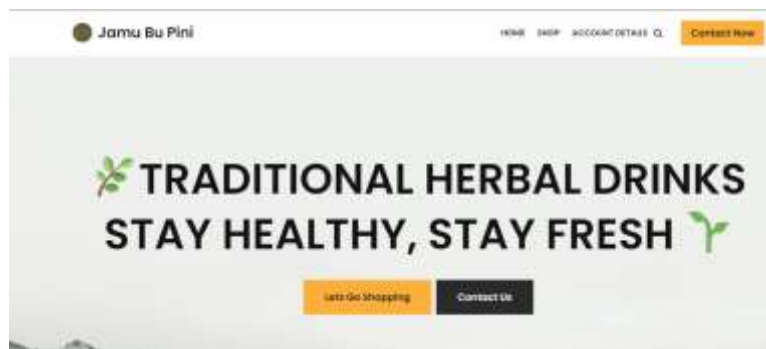 Jamu Bu Pini
HOME SHOP ACCOUNT DETAILS
Contact Now
🌿 TRADITIONAL HERBAL DRINKS
STAY HEALTHY, STAY FRESH 🌱
Lets Go Shopping
Contact Us